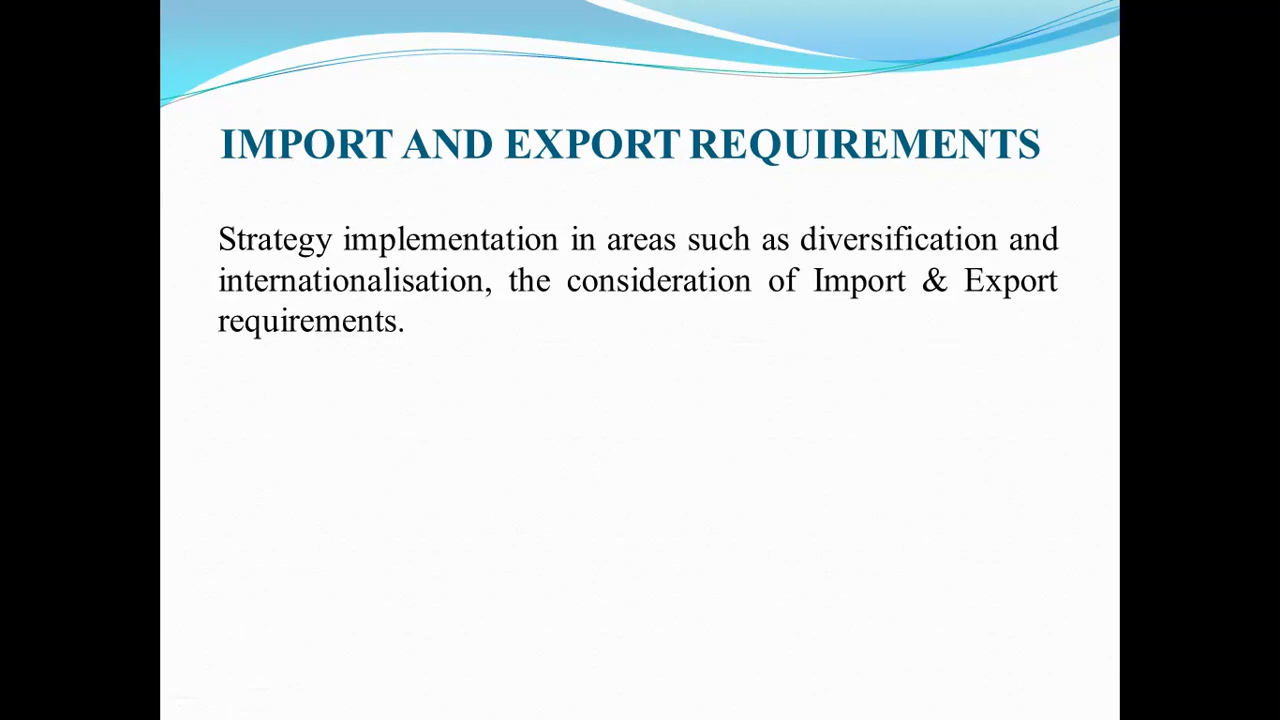 IMPORT AND EXPORT REQUIREMENTS
Strategy implementation in areas such as diversification and
internationalisation, the consideration of Import & Export
requirements.